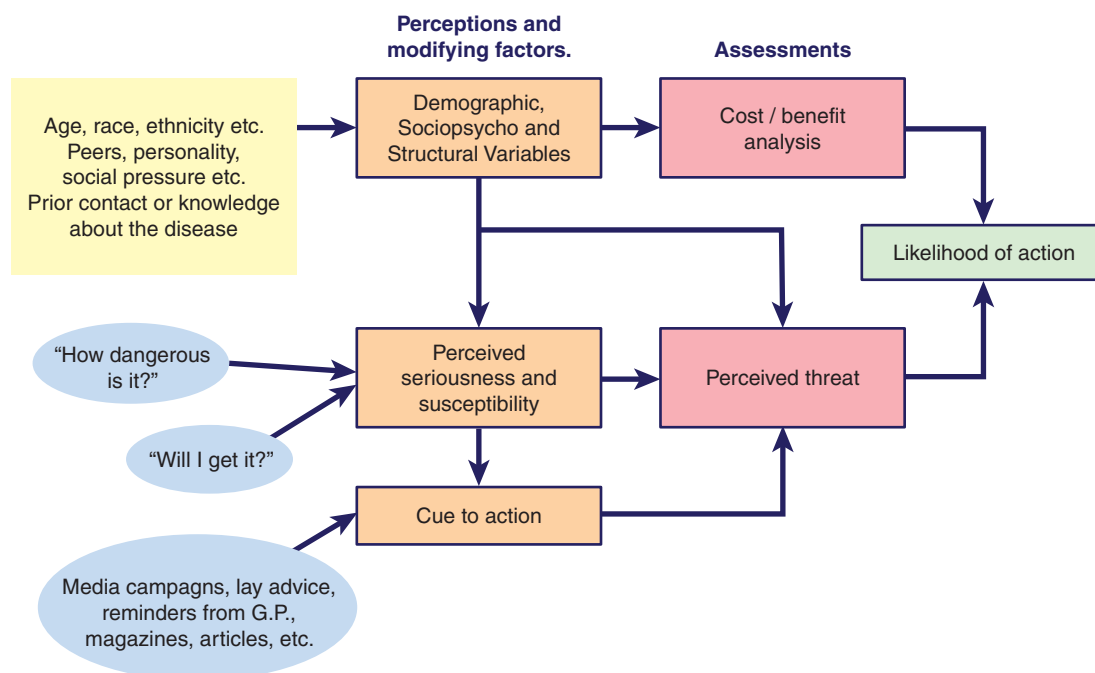 Perceptions and
modifying factors.
Assessments
Age, race, ethnicity etc.
Peers, personality,
social pressure etc.
Prior contact or knowledge
about the disease
Demographic,
Sociopsycho and
Structural Variables
Cost / benefit
analysis
Likelihood of action
“How dangerous
is it?”
Perceived
seriousness and
susceptibility
Perceived threat
“Will I get it?”
Cue to action
Media campagns, lay advice,
reminders from G.P.,
magazines, articles, etc.